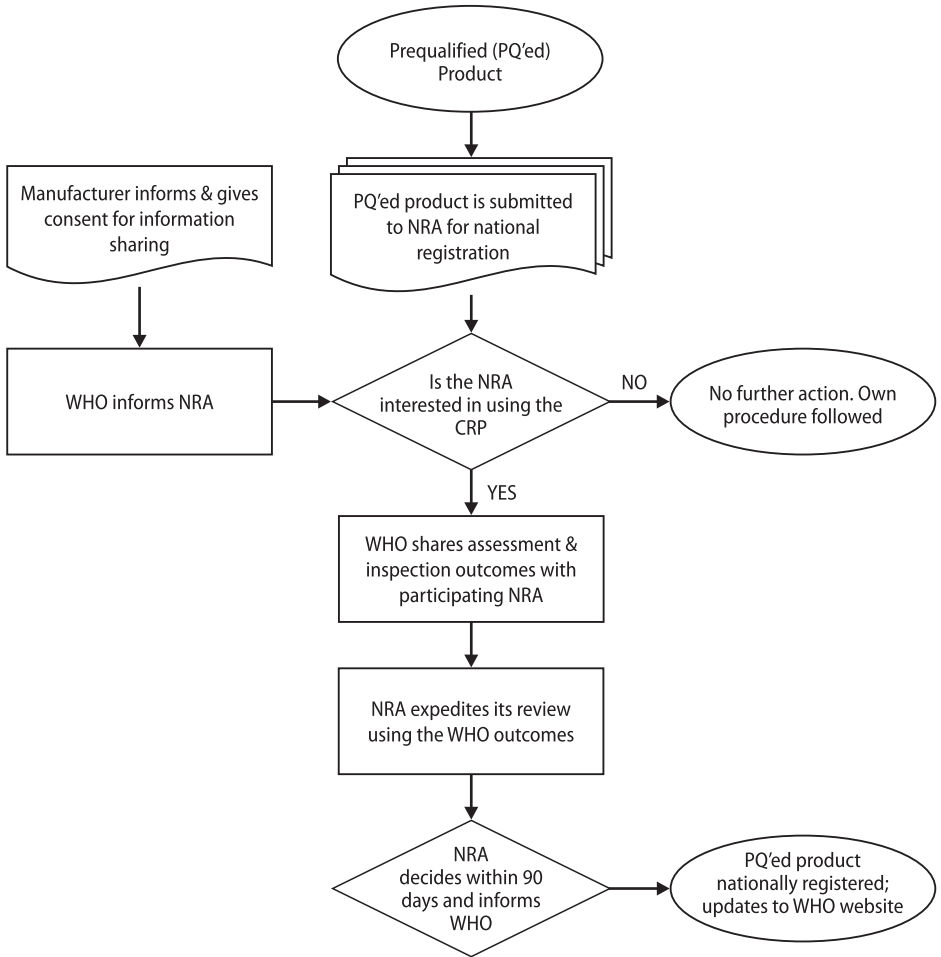 Prequalified (PQ’ed)
Product
Manufacturer informs & gives
consent for information
sharing
PQ’ed product is submitted
to NRA for national
registration
WHO informs NRA
Is the NRA
interested in using the
CRP
NO
No further action. Own
procedure followed
YES
WHO shares assessment &
inspection outcomes with
participating NRA
NRA expedites its review
using the WHO outcomes
NRA
decides within 90
days and informs
WHO
PQ’ed product
nationally registered;
updates to WHO website